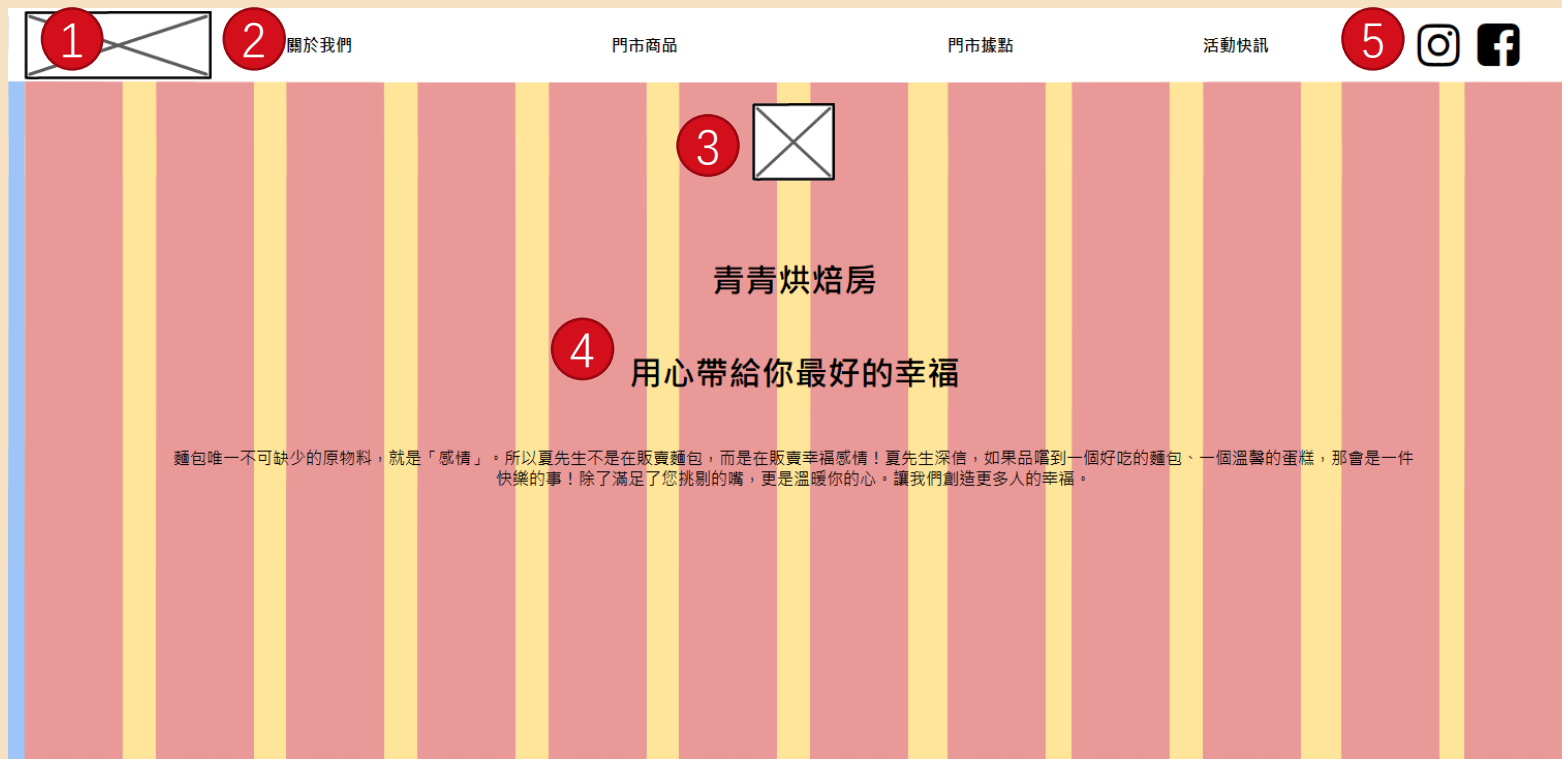 1
2 關於我們 門市商品 門市據點 活動快訊 5
3
青青烘焙房
4
用心帶給你最好的幸福
麵包唯一不可缺少的原物料，就是「感情」。所以夏先生不是在販賣麵包，而是在販賣幸福感情！夏先生深信，如果品嚐到一個好吃的麵包、一個溫馨的蛋糕，那會是一件
快樂的事！除了滿足了您挑剔的嘴，更是溫暖你的心。讓我們創造更多人的幸福。